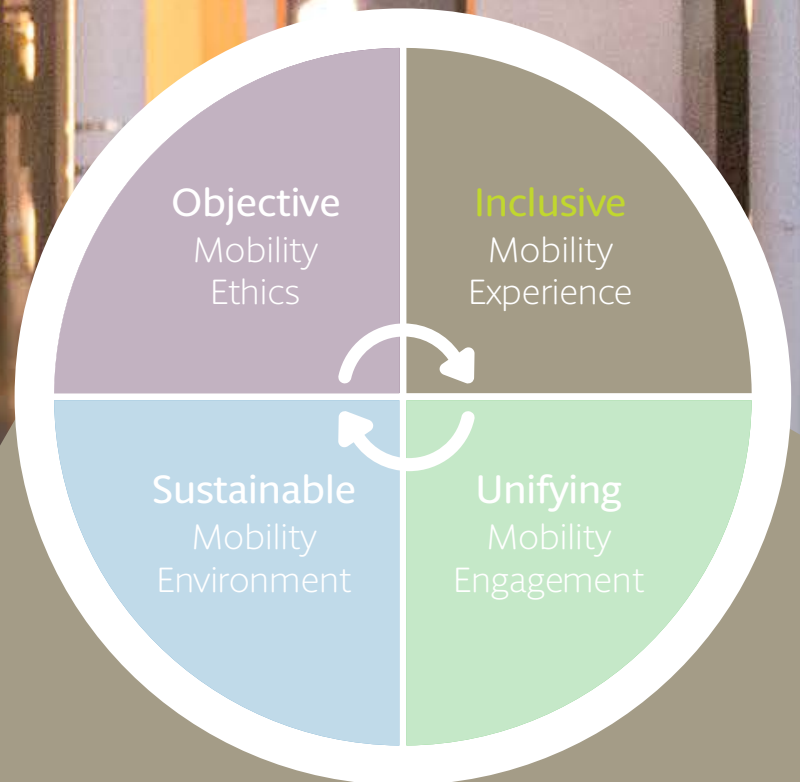 Objective
Mobility
Ethics
Inclusive
Mobility
Experience
Sustainable
Mobility
Environment
Unifying
Mobility
Engagement